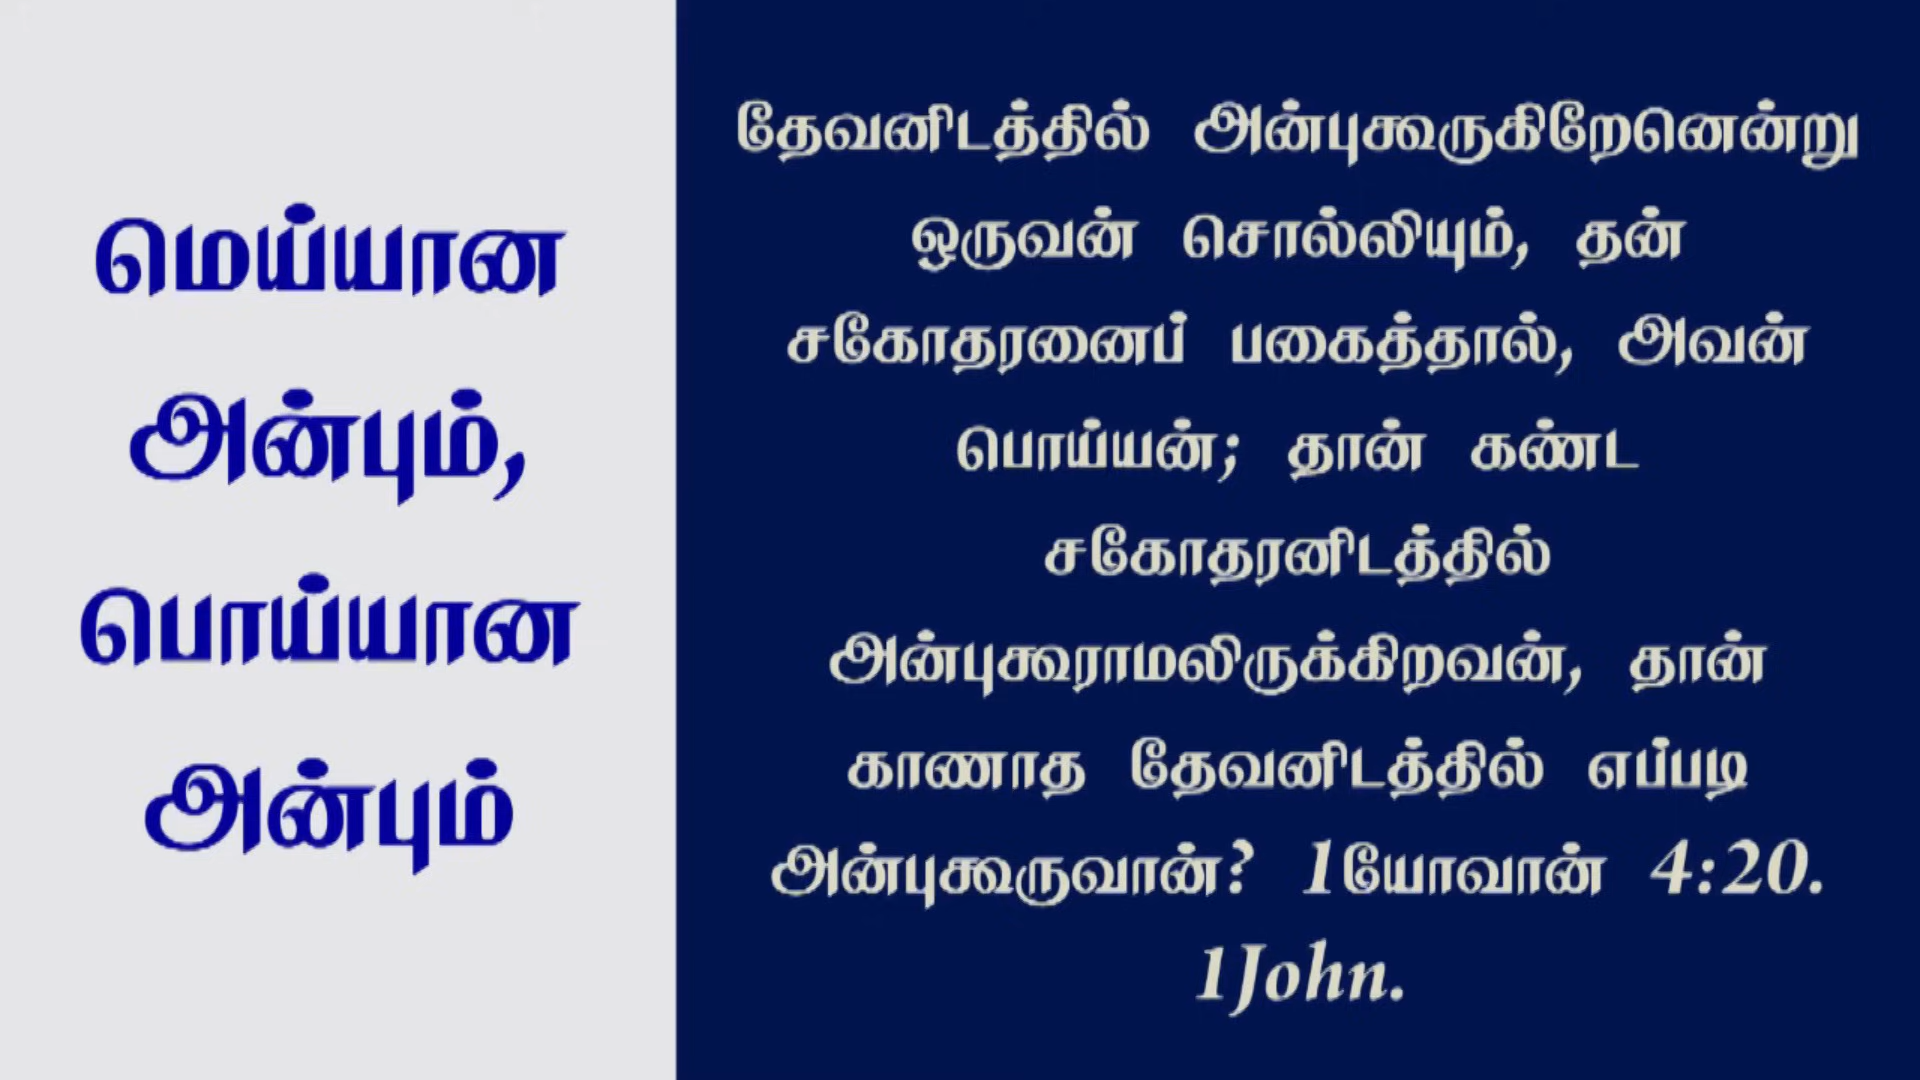 மெய்யான
அன்பும்,
பொய்யான
அன்பும்
தேவனிடத்தில் அன்புகூருகிறேனென்று
ஒருவன் சொல்லியும், தன்
சகோதரனைப் பகைத்தால், அவன்
பொய்யன்; தான் கண்ட
சகோதரனிடத்தில்
அன்புகூராமலிருக்கிறவன், தான்
காணாத தேவனிடத்தில் எப்படி
அன்புகூருவான்? 1யோவான் 4:20.
1John.